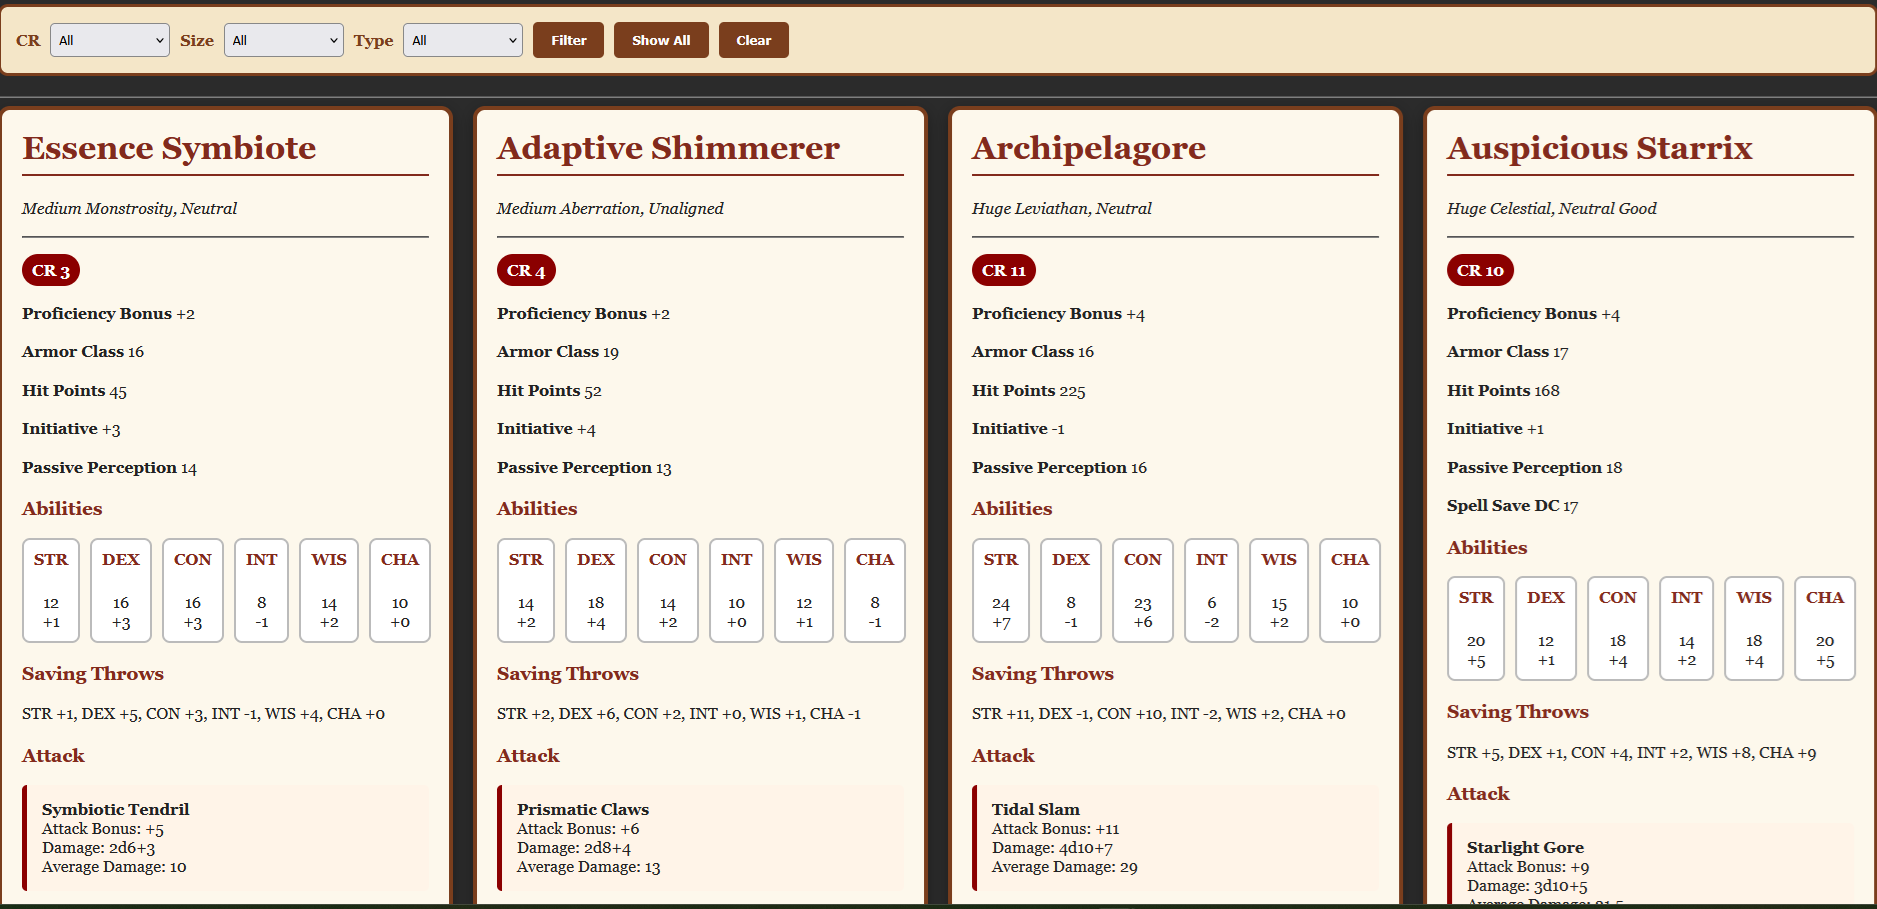 CR All Size All Type All Filter Show All Clear
Essence Symbiote
Medium Monstrosity, Neutral
CR 3
Proficiency Bonus +2
Armor Class 16
Hit Points 45
Initiative +3
Passive Perception 14
Abilities
STR DEX CON INT WIS CHA
12 16 16 8 14 10
+1 +3 +3 -1 +2 +0
Saving Throws
STR +1, DEX +5, CON +3, INT -1, WIS +4, CHA +0
Attack
Symbiotic Tendril
Attack Bonus: +5
Damage: 2d6+3
Average Damage: 10
Adaptive Shimmerer
Medium Aberration, Unaligned
CR 4
Proficiency Bonus +2
Armor Class 19
Hit Points 52
Initiative +4
Passive Perception 13
Abilities
STR DEX CON INT WIS CHA
14 18 14 10 12 8
+2 +4 +2 +0 +1 -1
Saving Throws
STR +2, DEX +6, CON +2, INT +0, WIS +1, CHA -1
Attack
Prismatic Claws
Attack Bonus: +6
Damage: 2d8+4
Average Damage: 13
Archipelagore
Huge Leviathan, Neutral
CR 11
Proficiency Bonus +4
Armor Class 16
Hit Points 225
Initiative -1
Passive Perception 16
Abilities
STR DEX CON INT WIS CHA
24 8 23 6 15 10
+7 -1 +6 -2 +2 +0
Saving Throws
STR +11, DEX -1, CON +10, INT -2, WIS +2, CHA +0
Attack
Tidal Slam
Attack Bonus: +11
Damage: 4d10+7
Average Damage: 29
Auspicious Starrix
Huge Celestial, Neutral Good
CR 10
Proficiency Bonus +4
Armor Class 17
Hit Points 168
Initiative +1
Passive Perception 18
Spell Save DC 17
Abilities
STR DEX CON INT WIS CHA
20 12 18 14 18 20
+5 +1 +4 +2 +4 +5
Saving Throws
STR +5, DEX +1, CON +4, INT +2, WIS +8, CHA +9
Attack
Starlight Gore
Attack Bonus: +9
Damage: 3d10+5
Average Damage: 21.5